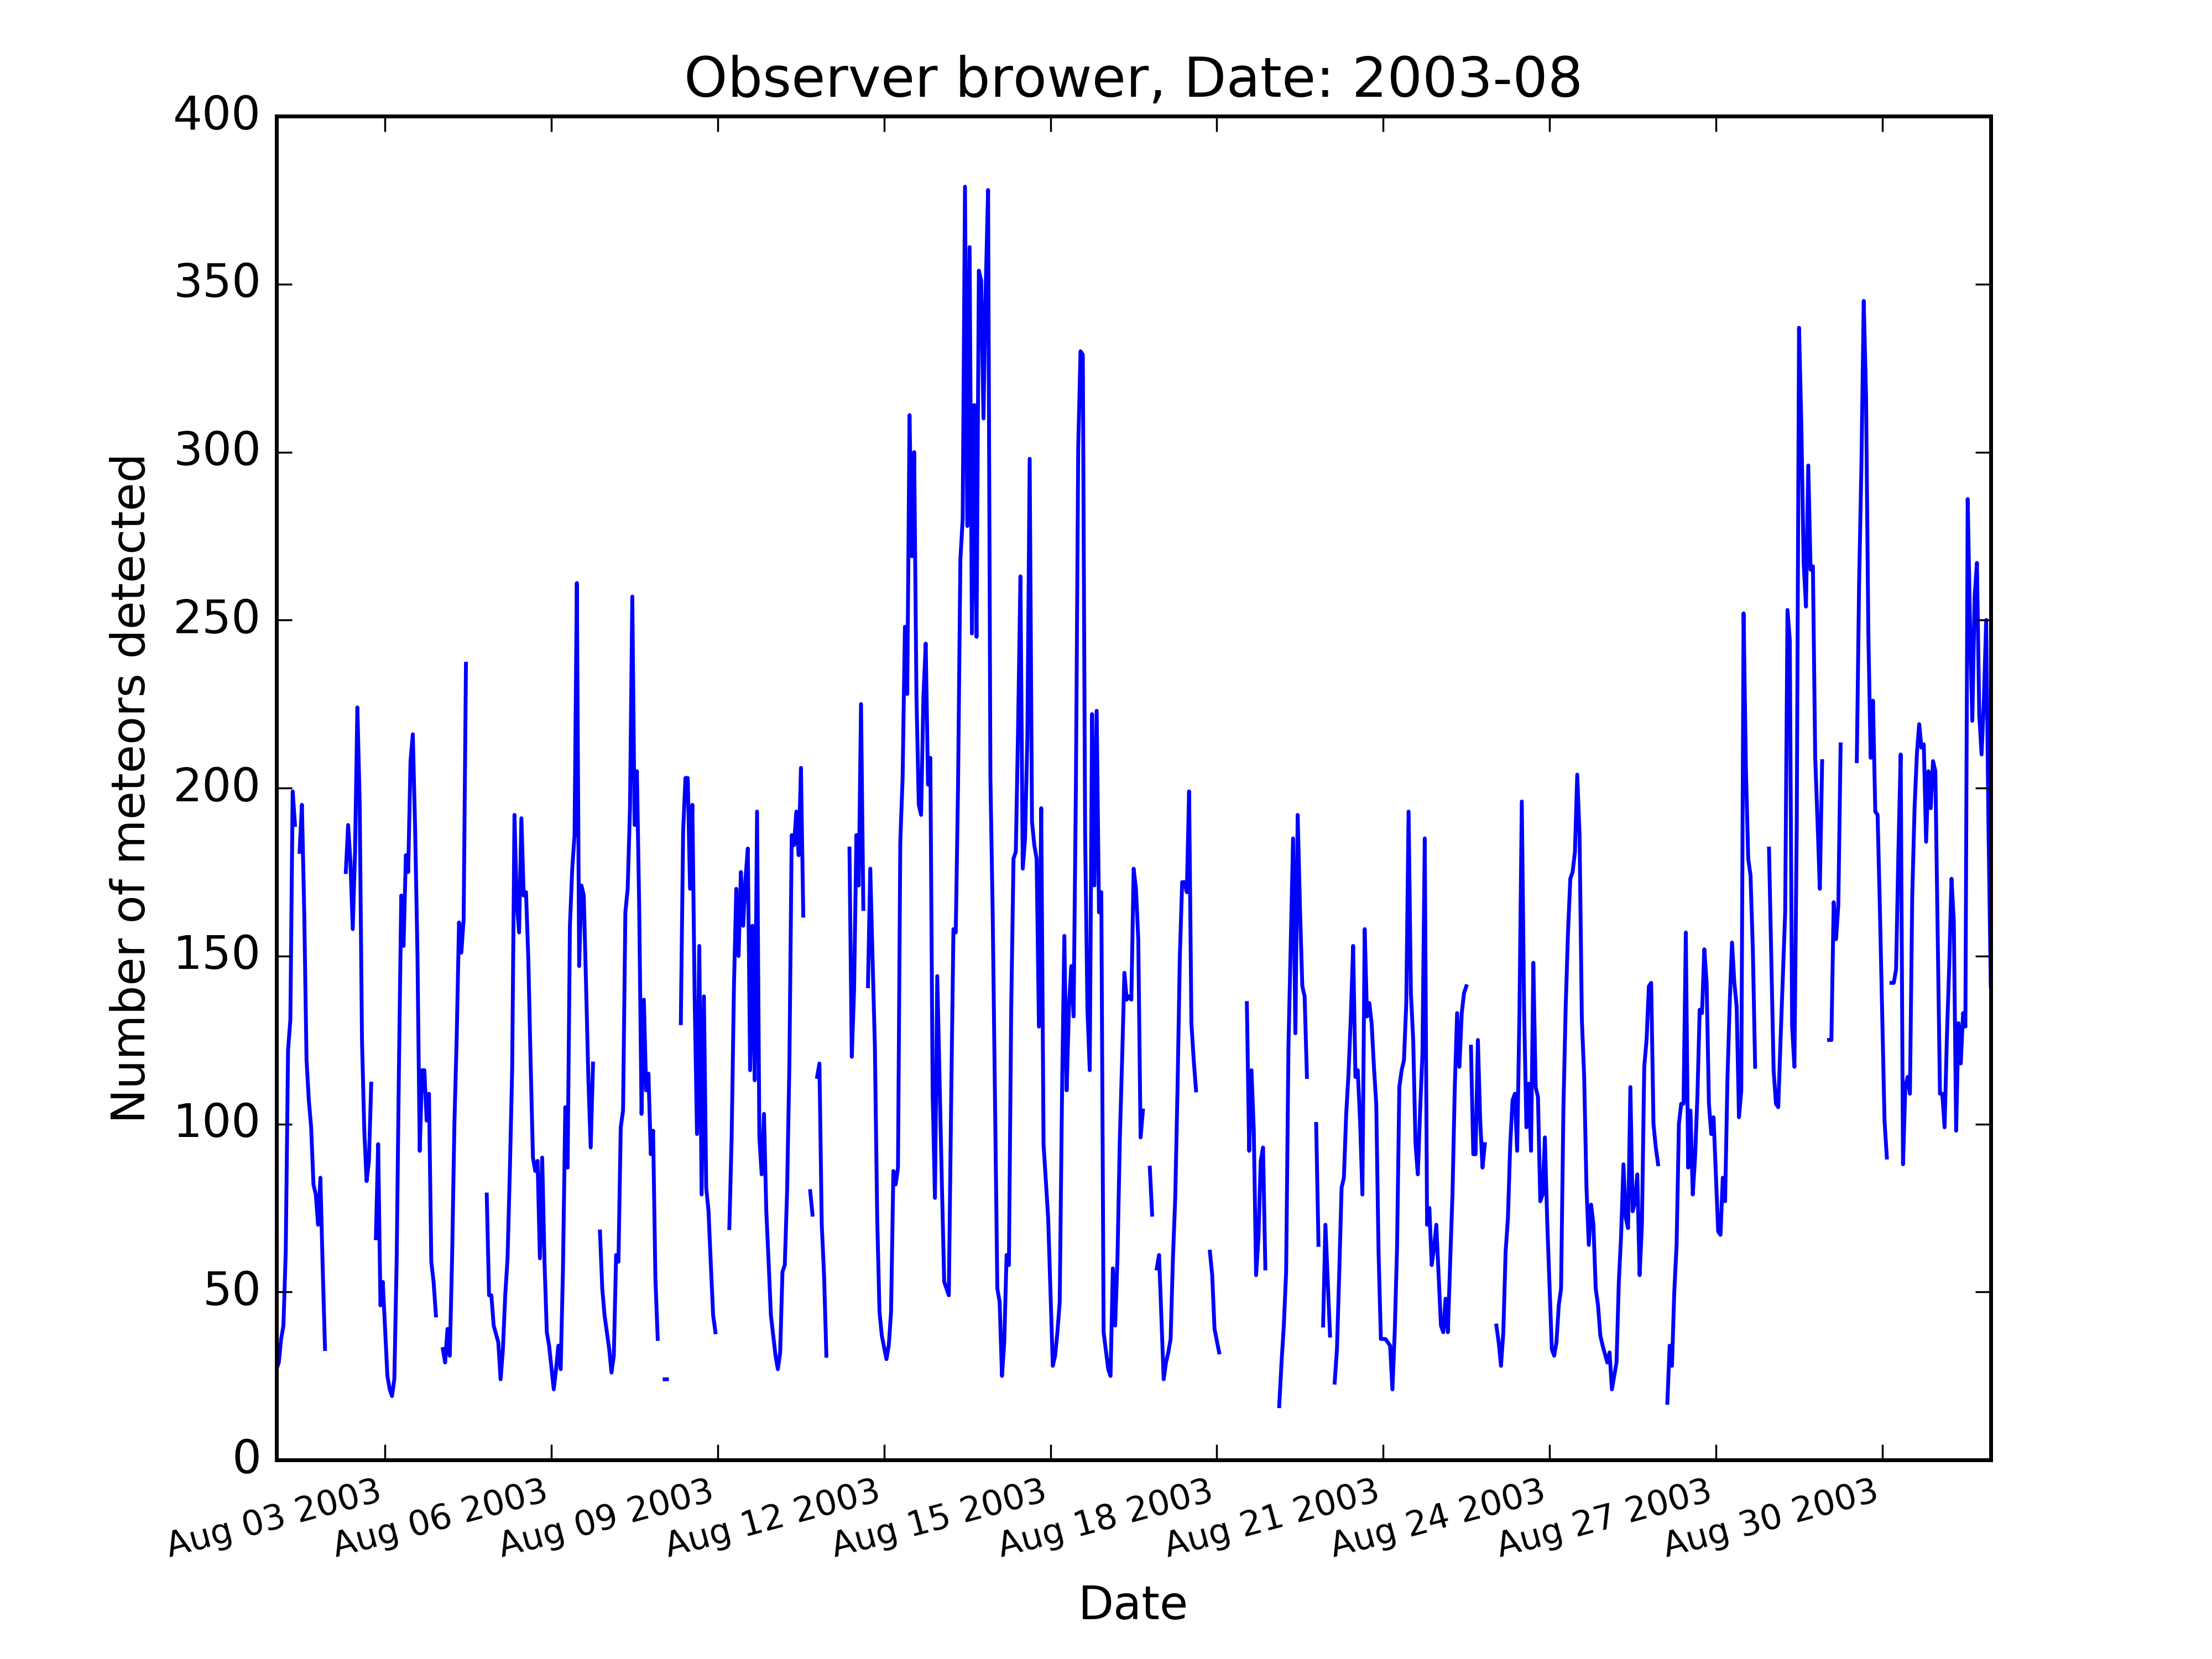 Observer brower, Date: 2003-08
400
350
300
250
200
150
100
50
0
Number of meteors detected
Aug 03 2003
Aug 06 2003
Aug 09 2003
Aug 12 2003
Aug 15 2003
Aug 18 2003
Aug 21 2003
Aug 24 2003
Aug 27 2003
Aug 30 2003
Date